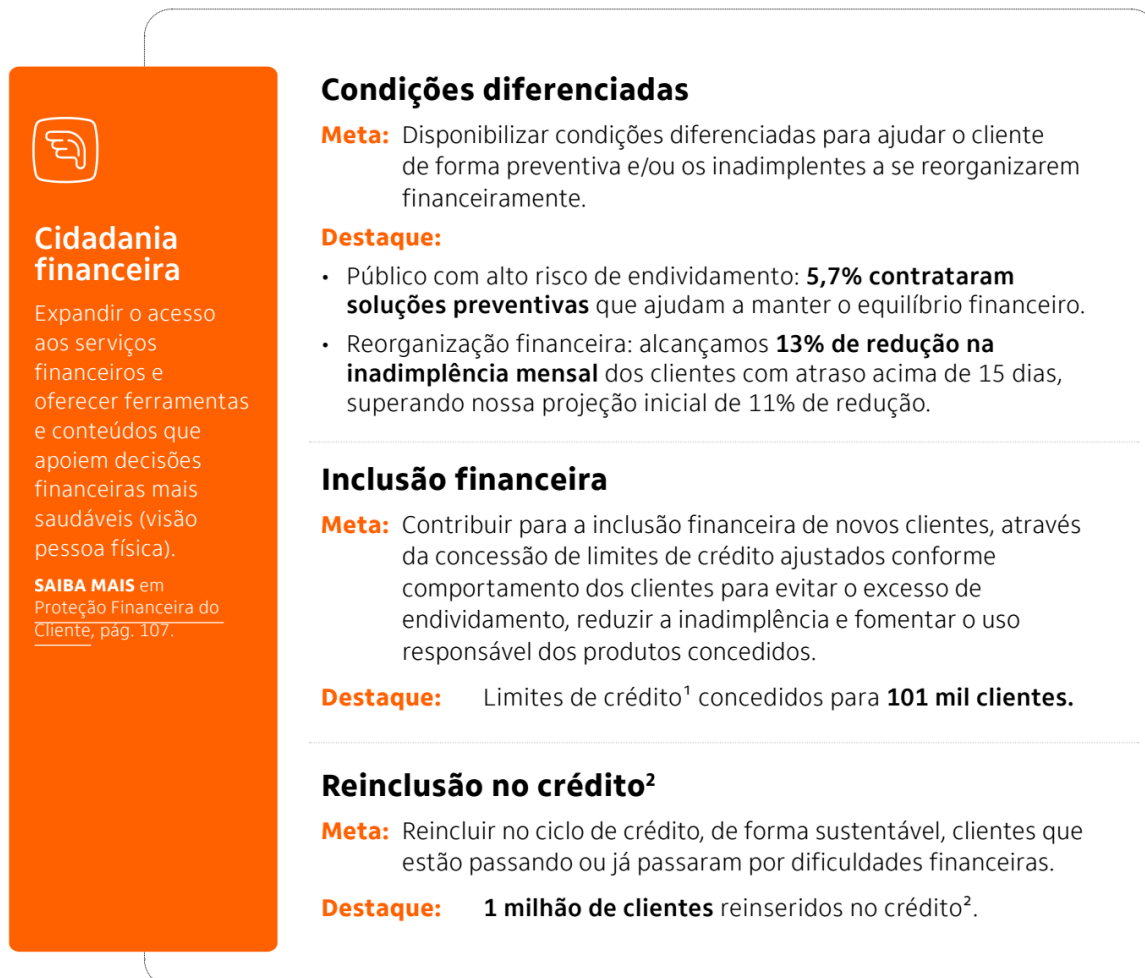 Cidadania
financeira
Expandir o acesso
aos serviços
financeiros e
oferecer ferramentas
e conteúdos que
apoiem decisões
financeiras mais
saudáveis (visão
pessoa física).
SAIBA MAIS em
Proteção Financeira do
Cliente, pág. 107.
Condições diferenciadas
Meta: Disponibilizar condições diferenciadas para ajudar o cliente
de forma preventiva e/ou os inadimplentes a se reorganizarem
financeiramente.
Destaque:
• Público com alto risco de endividamento: 5,7% contrataram
soluções preventivas que ajudam a manter o equilíbrio financeiro.
• Reorganização financeira: alcançamos 13% de redução na
inadimplência mensal dos clientes com atraso acima de 15 dias,
superando nossa projeção inicial de 11% de redução.
Inclusão financeira
Meta: Contribuir para a inclusão financeira de novos clientes, através
da concessão de limites de crédito ajustados conforme
comportamento dos clientes para evitar o excesso de
endividamento, reduzir a inadimplência e fomentar o uso
responsável dos produtos concedidos.
Destaque: Limites de crédito¹ concedidos para 101 mil clientes.
Reinclusão no crédito²
Meta: Reincluir no ciclo de crédito, de forma sustentável, clientes que
estão passando ou já passaram por dificuldades financeiras.
Destaque: 1 milhão de clientes reinseridos no crédito².